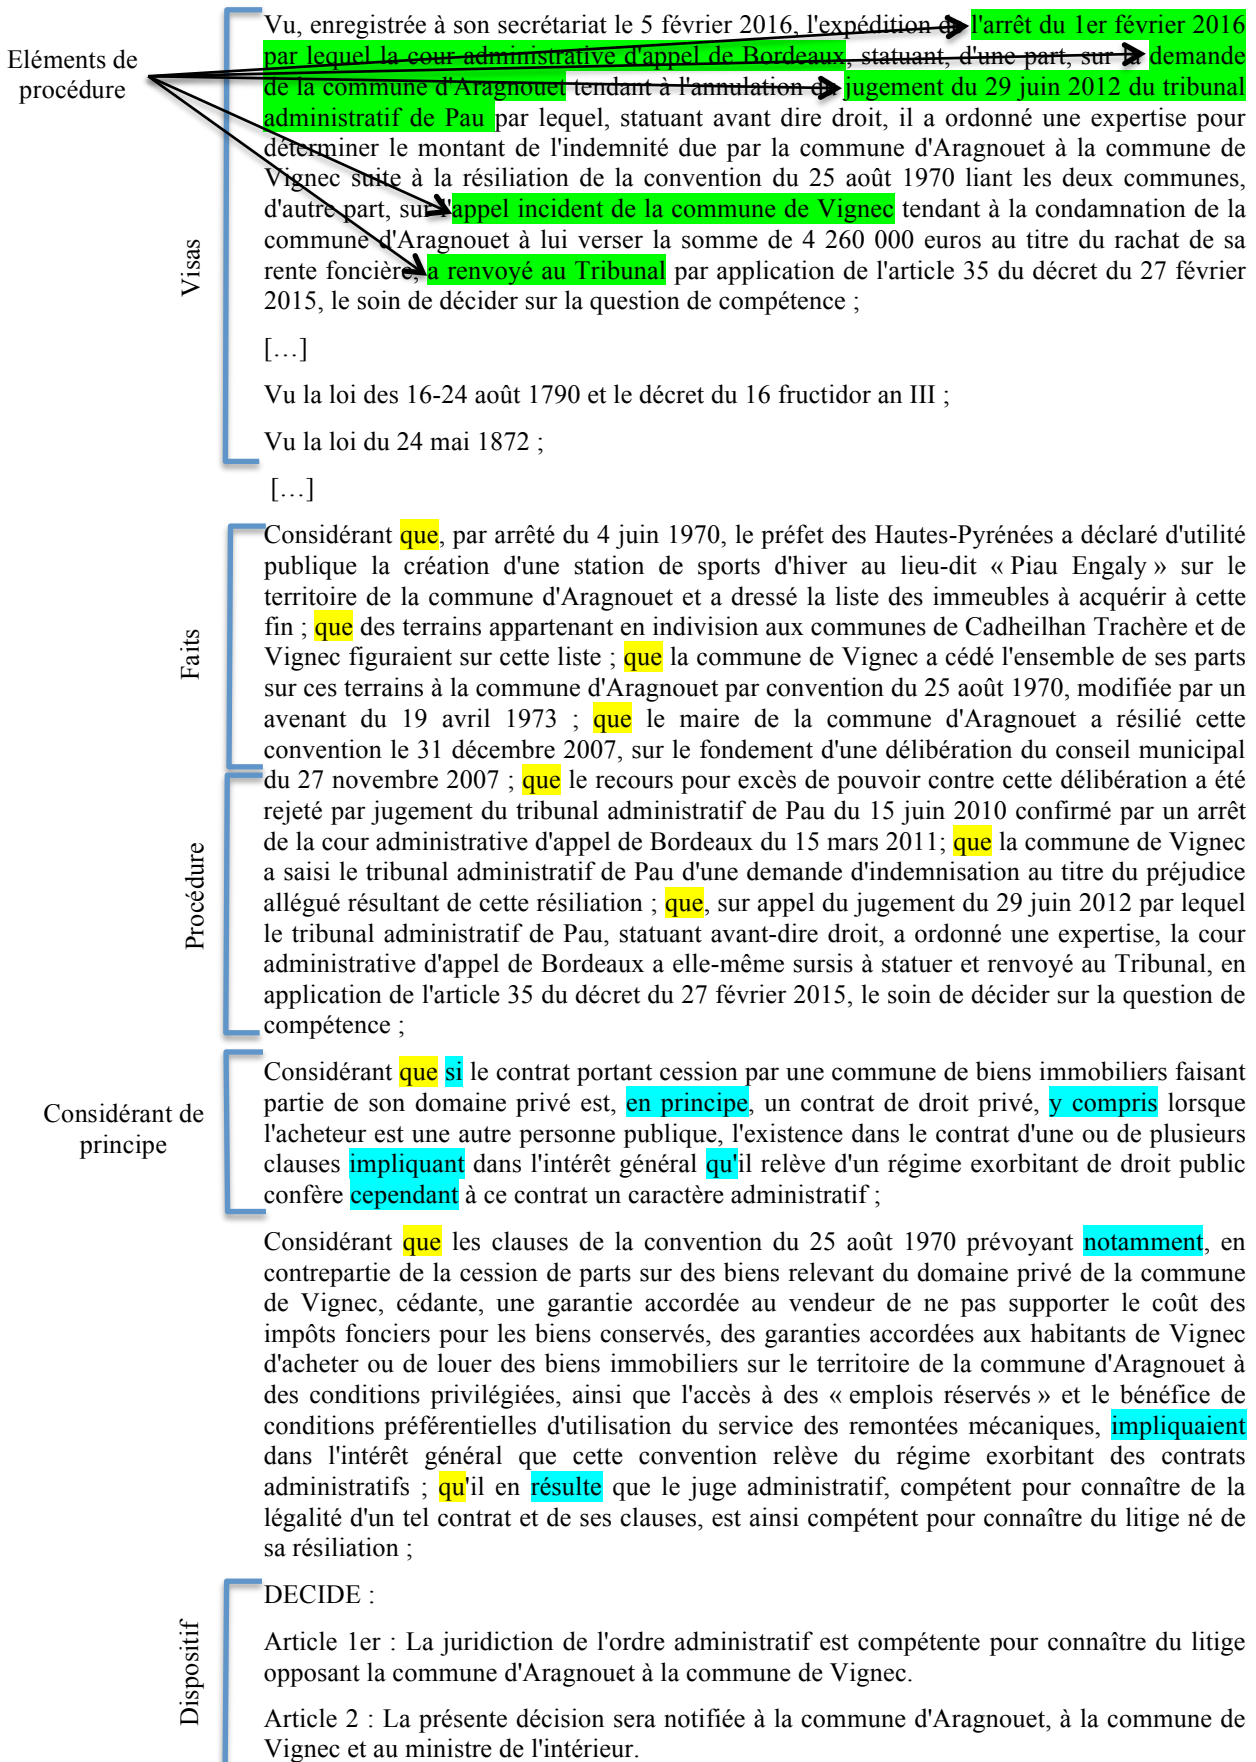 Vu, enregistrée à son secrétariat le 5 février 2016, l'expédition de l'arrêt du 1er février 2016
par lequel la cour administrative d'appel de Bordeaux, statuant, d'une part, sur la demande
de la commune d'Aragnouet tendant à l'annulation du jugement du 29 juin 2012 du tribunal
administratif de Pau par lequel, statuant avant dire droit, il a ordonné une expertise pour
déterminer le montant de l'indemnité due par la commune d'Aragnouet à la commune de
Vignec suite à la résiliation de la convention du 25 août 1970 liant les deux communes,
d'autre part, sur l'appel incident de la commune de Vignec tendant à la condamnation de la
commune d'Aragnouet à lui verser la somme de 4 260 000 euros au titre du rachat de sa
rente foncière, a renvoyé au Tribunal par application de l'article 35 du décret du 27 février
2015, le soin de décider sur la question de compétence ;
[…]
Vu la loi des 16-24 août 1790 et le décret du 16 fructidor an III ;
Vu la loi du 24 mai 1872 ;
[…]
Eléments de
procédure
Visas
Considérant que, par arrêté du 4 juin 1970, le préfet des Hautes-Pyrénées a déclaré d'utilité
publique la création d'une station de sports d'hiver au lieu-dit « Piau Engaly » sur le
territoire de la commune d'Aragnouet et a dressé la liste des immeubles à acquérir à cette
fin ; que des terrains appartenant en indivision aux communes de Cadheilhan Trachère et de
Vignec figuraient sur cette liste ; que la commune de Vignec a cédé l'ensemble de ses parts
sur ces terrains à la commune d'Aragnouet par convention du 25 août 1970, modifiée par un
avenant du 19 avril 1973 ; que le maire de la commune d'Aragnouet a résilié cette
convention le 31 décembre 2007, sur le fondement d'une délibération du conseil municipal
du 27 novembre 2007 ; que le recours pour excès de pouvoir contre cette délibération a été
rejeté par jugement du tribunal administratif de Pau du 15 juin 2010 confirmé par un arrêt
de la cour administrative d'appel de Bordeaux du 15 mars 2011; que la commune de Vignec
a saisi le tribunal administratif de Pau d'une demande d'indemnisation au titre du préjudice
allégué résultant de cette résiliation ; que, sur appel du jugement du 29 juin 2012 par lequel
le tribunal administratif de Pau, statuant avant-dire droit, a ordonné une expertise, la cour
administrative d'appel de Bordeaux a elle-même sursis à statuer et renvoyé au Tribunal, en
application de l'article 35 du décret du 27 février 2015, le soin de décider sur la question de
compétence ;
Faits
Procédure
Considérant que si le contrat portant cession par une commune de biens immobiliers faisant
partie de son domaine privé est, en principe, un contrat de droit privé, y compris lorsque
l'acheteur est une autre personne publique, l'existence dans le contrat d'une ou de plusieurs
clauses impliquant dans l'intérêt général qu'il relève d'un régime exorbitant de droit public
confère cependant à ce contrat un caractère administratif ;
Considérant de
principe
Considérant que les clauses de la convention du 25 août 1970 prévoyant notamment, en
contrepartie de la cession de parts sur des biens relevant du domaine privé de la commune
de Vignec, cédante, une garantie accordée au vendeur de ne pas supporter le coût des
impôts fonciers pour les biens conservés, des garanties accordées aux habitants de Vignec
d'acheter ou de louer des biens immobiliers sur le territoire de la commune d'Aragnouet à
des conditions privilégiées, ainsi que l'accès à des « emplois réservés » et le bénéfice de
conditions préférentielles d'utilisation du service des remontées mécaniques, impliquaient
dans l'intérêt général que cette convention relève du régime exorbitant des contrats
administratifs ; qu'il en résulte que le juge administratif, compétent pour connaître de la
légalité d'un tel contrat et de ses clauses, est ainsi compétent pour connaître du litige né de
sa résiliation ;
DECIDE :
Article 1er : La juridiction de l'ordre administratif est compétente pour connaître du litige
opposant la commune d'Aragnouet à la commune de Vignec.
Article 2 : La présente décision sera notifiée à la commune d'Aragnouet, à la commune de
Vignec et au ministre de l'intérieur.
Dispositif